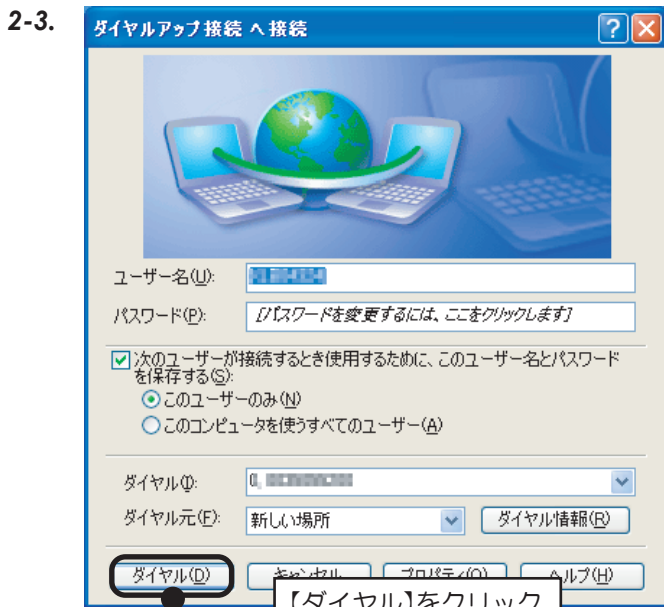 2-3.
ダイヤルアップ接続 へ接続
ユーザー名(U):
パスワード(P): [パスワードを変更するには、ここをクリックします]
次のユーザーが接続するとき使用するために、このユーザー名とパスワード
を保存する(S):
このユーザーのみ(N)
このコンピュータを使うすべてのユーザー(A)
ダイヤル(I): 0,
ダイヤル元(F): 新しい場所 ダイヤル情報(R)
ダイヤル(D) キャンセル プロパティ(O) ヘルプ(H)
【ダイヤル】をクリック